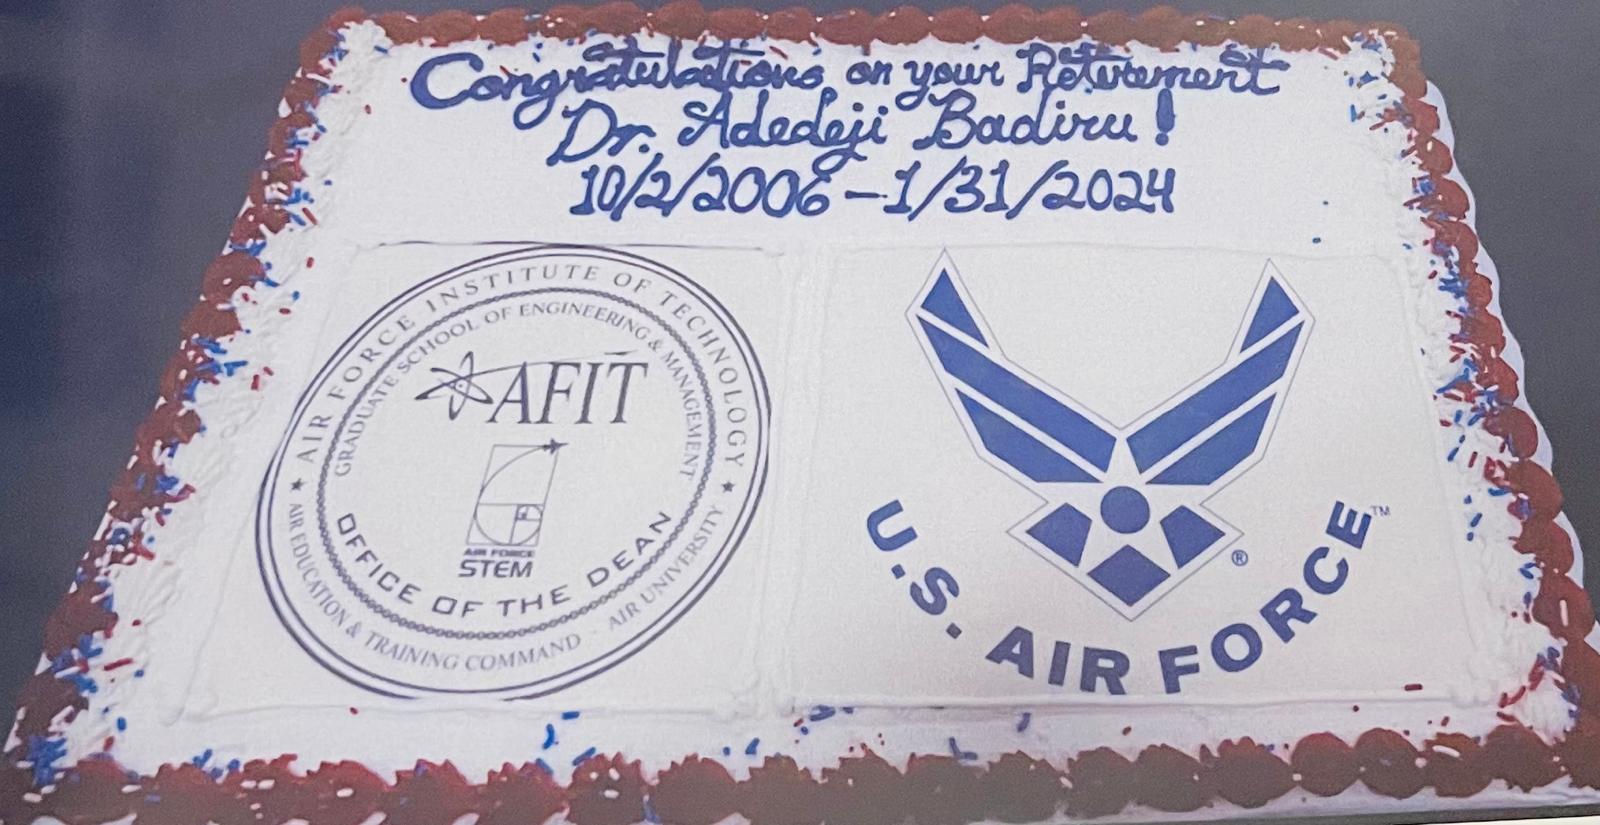 Congratulations on your Retirement
Dr. Adedeji Badiru!
10/2/2006 – 1/31/2024
★ AIR FORCE INSTITUTE OF TECHNOLOGY ★
GRADUATE SCHOOL OF ENGINEERING & MANAGEMENT
AFIT
AIR FORCE
STEM
OFFICE OF THE DEAN
AIR EDUCATION & TRAINING COMMAND · AIR UNIVERSITY
®
U.S. AIR FORCE™